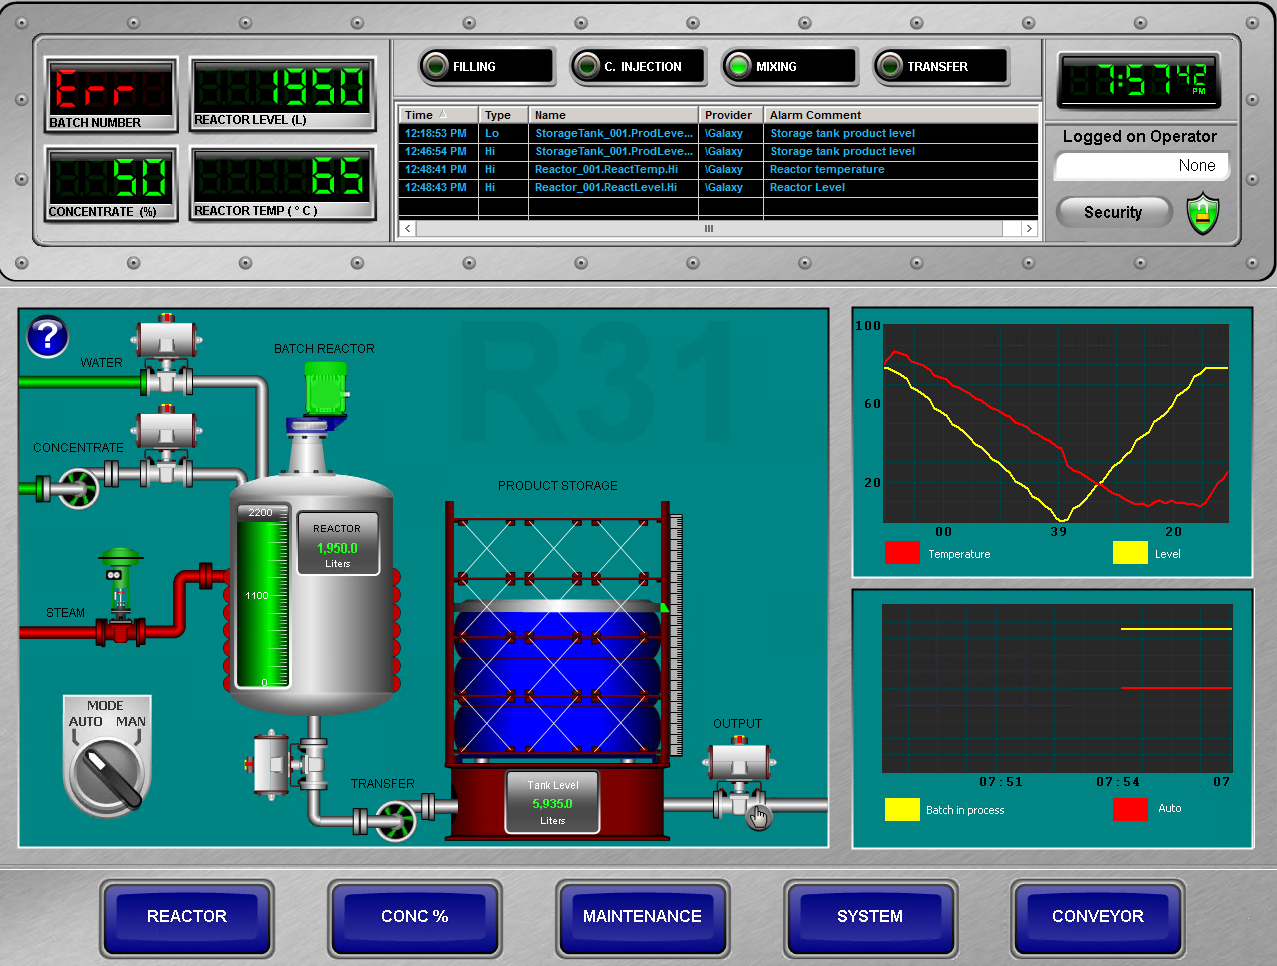 Err
BATCH NUMBER
1950
REACTOR LEVEL (L)
50
CONCENTRATE (%)
65
REACTOR TEMP ( ° C )
FILLING
C. INJECTION
MIXING
TRANSFER
Time Type Name Provider Alarm Comment
12:18:53 PM Lo StorageTank_001.ProdLeve... \Galaxy Storage tank product level
12:46:54 PM Hi StorageTank_001.ProdLeve... \Galaxy Storage tank product level
12:48:41 PM Hi Reactor_001.ReactTemp.Hi \Galaxy Reactor temperature
12:48:43 PM Hi Reactor_001.ReactLevel.Hi \Galaxy Reactor Level
7:57 42 PM
Logged on Operator
None
Security
?
R31
WATER
BATCH REACTOR
CONCENTRATE
PRODUCT STORAGE
2200
REACTOR
1,950.0
Liters
1100
STEAM
0
MODE
AUTO MAN
TRANSFER
OUTPUT
Tank Level
5,935.0
Liters
100
60
20
00 39 20
Temperature
Level
07:51 07:54 07
Batch in process
Auto
REACTOR
CONC %
MAINTENANCE
SYSTEM
CONVEYOR